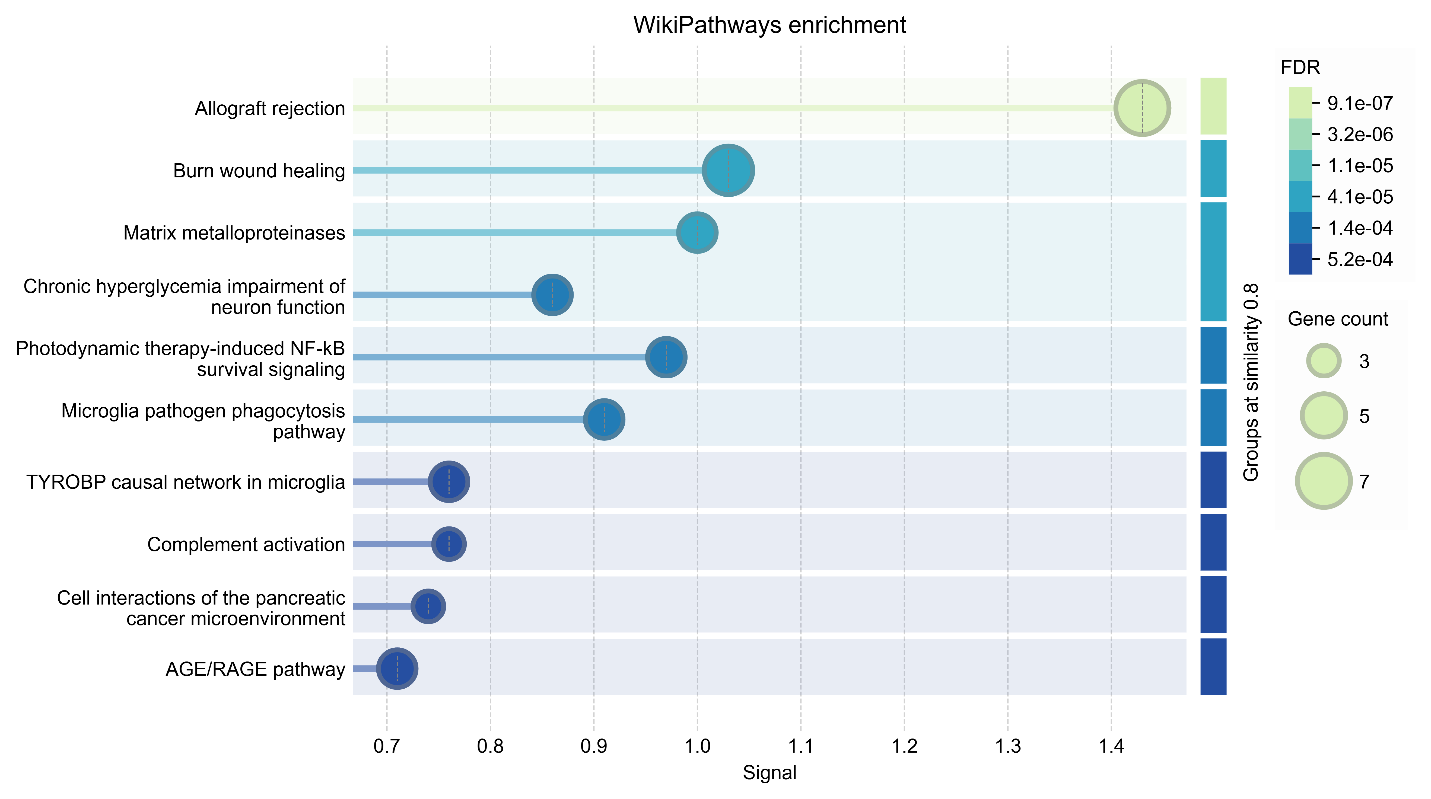 WikiPathways enrichment
Allograft rejection
Burn wound healing
Matrix metalloproteinases
Chronic hyperglycemia impairment of
neuron function
Photodynamic therapy-induced NF-kB
survival signaling
Microglia pathogen phagocytosis
pathway
TYROBP causal network in microglia
Complement activation
Cell interactions of the pancreatic
cancer microenvironment
AGE/RAGE pathway
0.7 0.8 0.9 1.0 1.1 1.2 1.3 1.4
Signal
Groups at similarity 0.8
FDR
9.1e-07
3.2e-06
1.1e-05
4.1e-05
1.4e-04
5.2e-04
Gene count
3
5
7